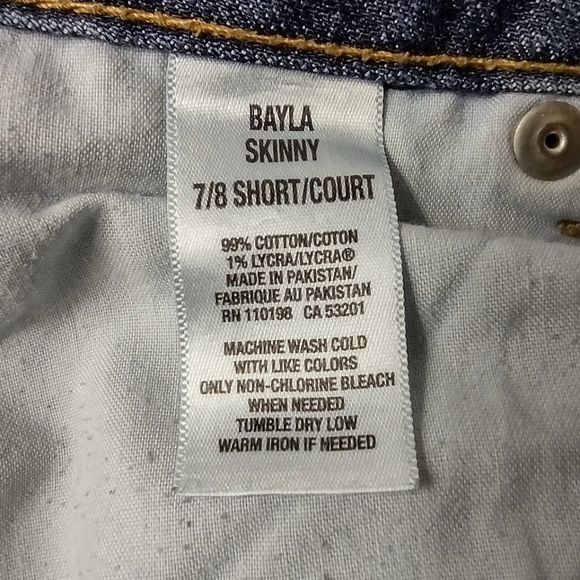 BAYLA
SKINNY
7/8 SHORT/COURT
99% COTTON/COTON
1% LYCRA/LYCRA®
MADE IN PAKISTAN/
FABRIQUE AU PAKISTAN
RN 110198 CA 53201
MACHINE WASH COLD
WITH LIKE COLORS
ONLY NON-CHLORINE BLEACH
WHEN NEEDED
TUMBLE DRY LOW
WARM IRON IF NEEDED